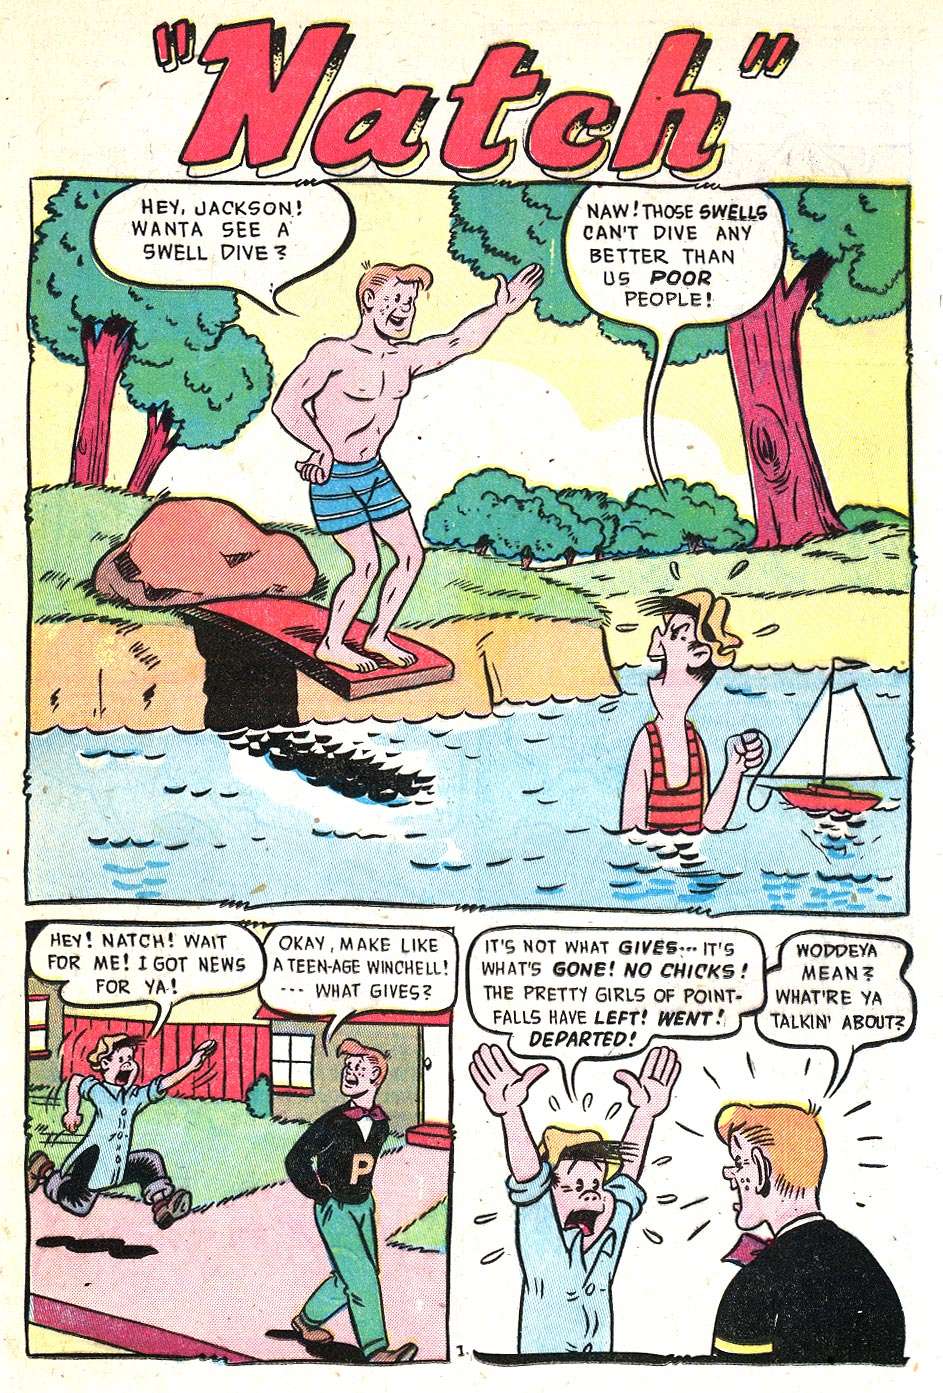 "Natch"
HEY, JACKSON!
WANTA SEE A
SWELL DIVE?
NAW! THOSE SWELLS
CAN'T DIVE ANY
BETTER THAN
US POOR
PEOPLE!
HEY! NATCH! WAIT
FOR ME! I GOT NEWS
FOR YA!
OKAY, MAKE LIKE
A TEEN-AGE WINCHELL!
--- WHAT GIVES?
P
IT'S NOT WHAT GIVES--- IT'S
WHAT'S GONE! NO CHICKS!
THE PRETTY GIRLS OF POINT-
FALLS HAVE LEFT! WENT!
DEPARTED!
WODDEYA
MEAN?
WHAT'RE YA
TALKIN' ABOUT?
1.